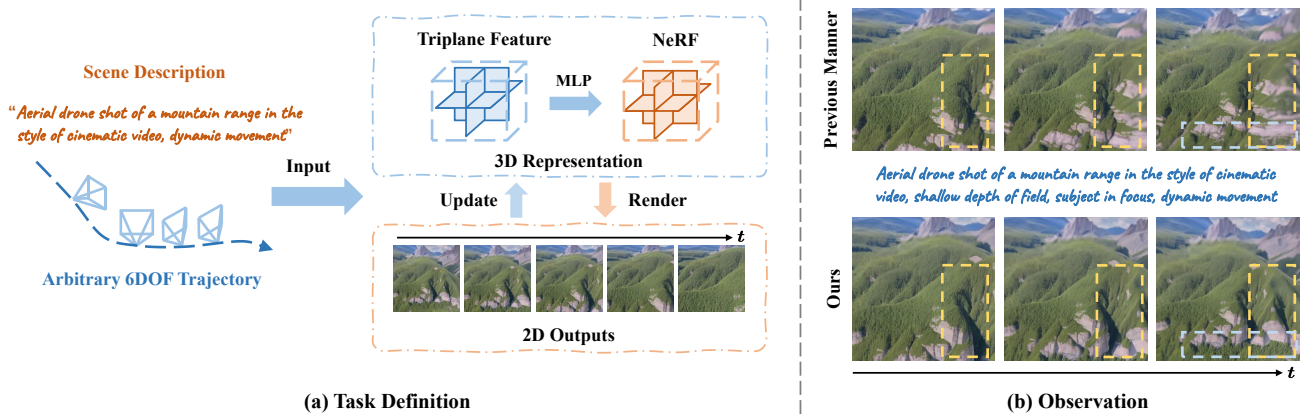 Scene Description
“Aerial drone shot of a mountain range in the
style of cinematic video, dynamic movement”
Arbitrary 6DOF Trajectory
Input
Triplane Feature
MLP
NeRF
3D Representation
Update
Render
t
2D Outputs
(a) Task Definition
Previous Manner
Aerial drone shot of a mountain range in the style of cinematic
video, shallow depth of field, subject in focus, dynamic movement
Ours
t
(b) Observation